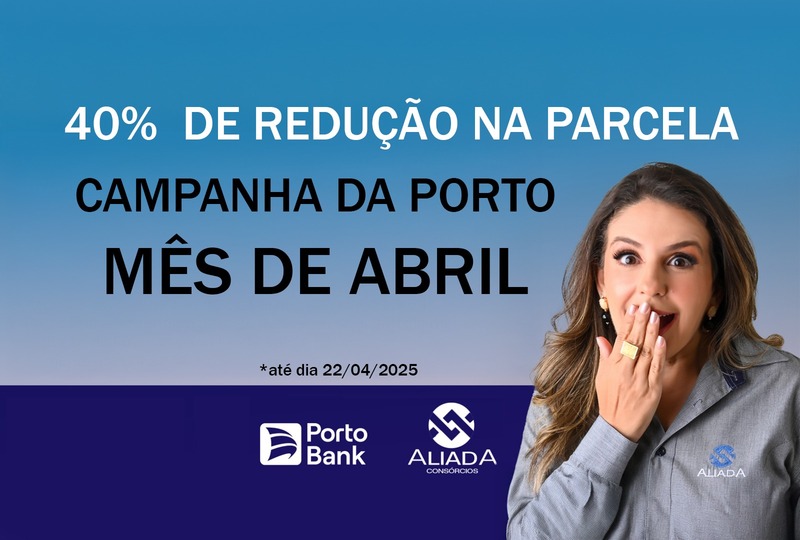 40% DE REDUÇÃO NA PARCELA
CAMPANHA DA PORTO
MÊS DE ABRIL
*até dia 22/04/2025
Porto
Bank
ALIADA
CONSÓRCIOS
ALIADA